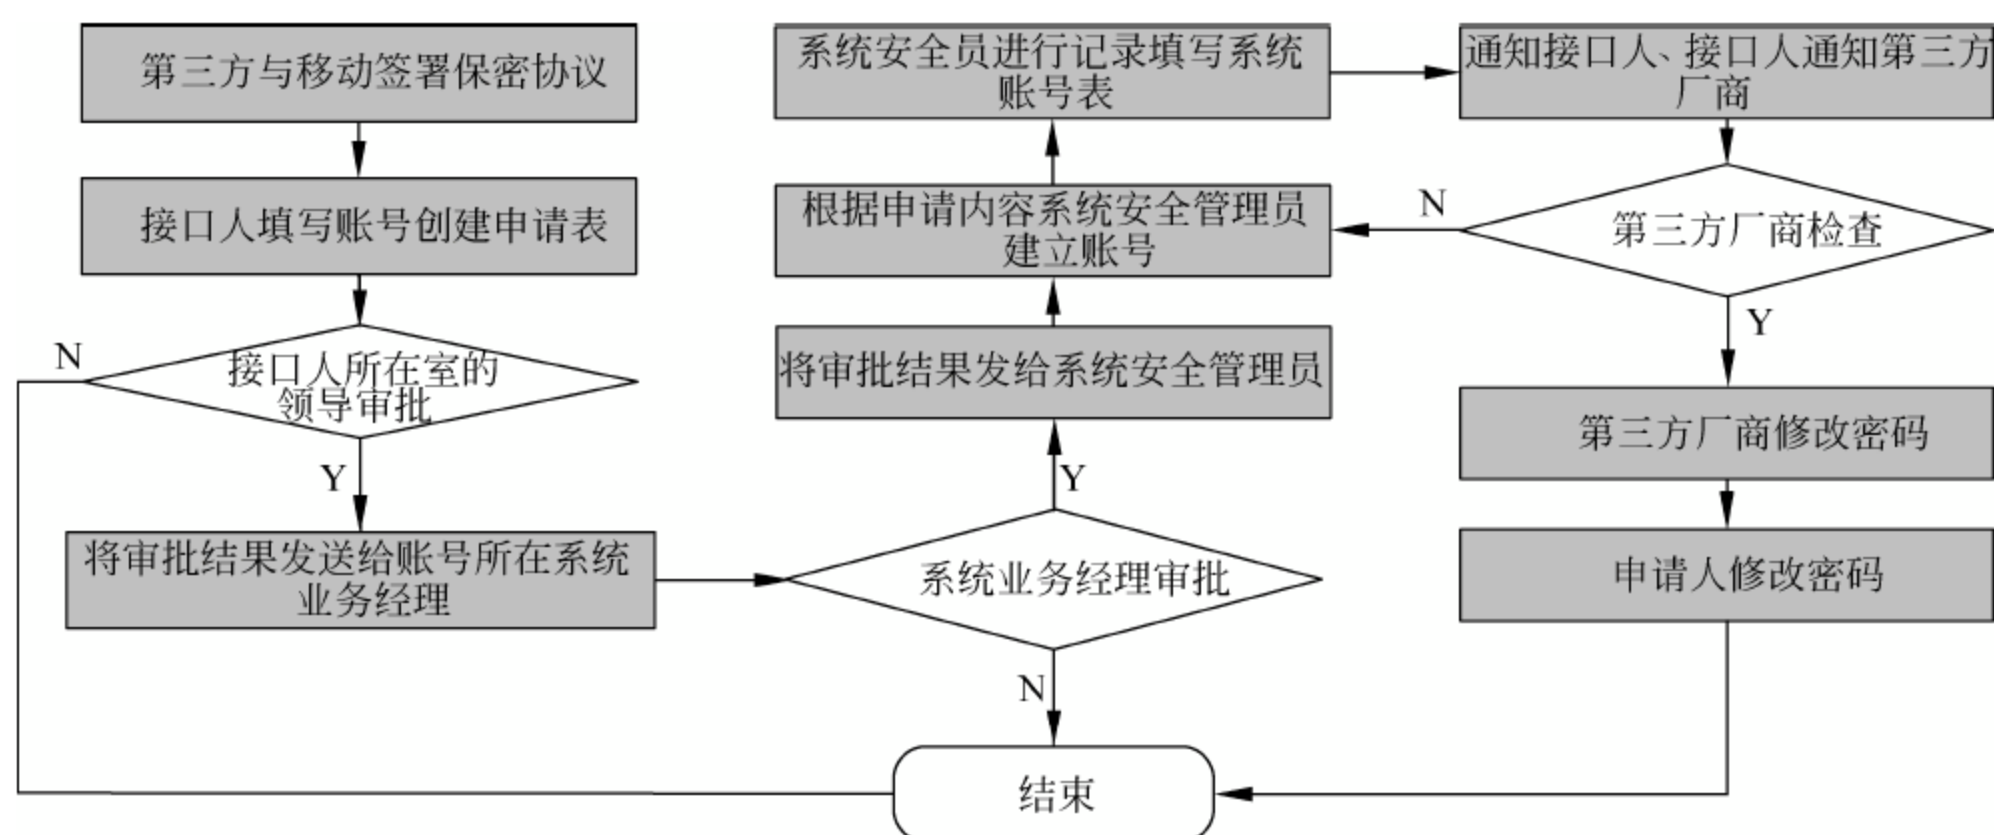 第三方与移动签署保密协议
接口人填写账号创建申请表
N
接口人所在室的
领导审批
Y
将审批结果发送给账号所在系统
业务经理
系统安全员进行记录填写系统
账号表
根据申请内容系统安全管理员
建立账号
将审批结果发给系统安全管理员
Y
系统业务经理审批
N
结束
通知接口人、接口人通知第三方
厂商
N
第三方厂商检查
Y
第三方厂商修改密码
申请人修改密码